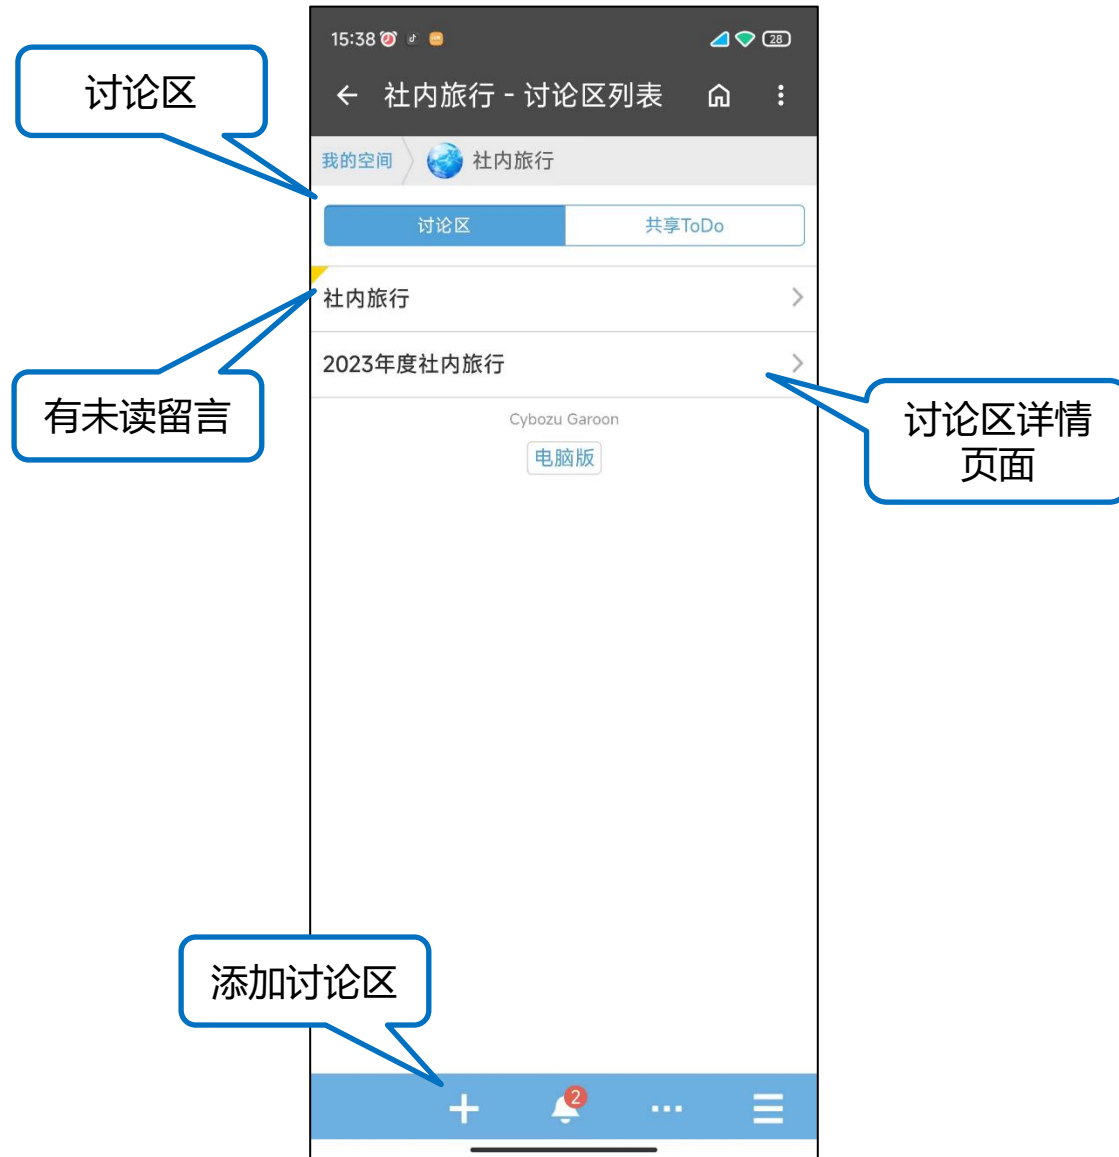 15:38
28
讨论区
社内旅行 - 讨论区列表
我的空间
社内旅行
讨论区
共享ToDo
社内旅行
有未读留言
2023年度社内旅行
讨论区详情
页面
Cybozu Garoon
电脑版
添加讨论区
2